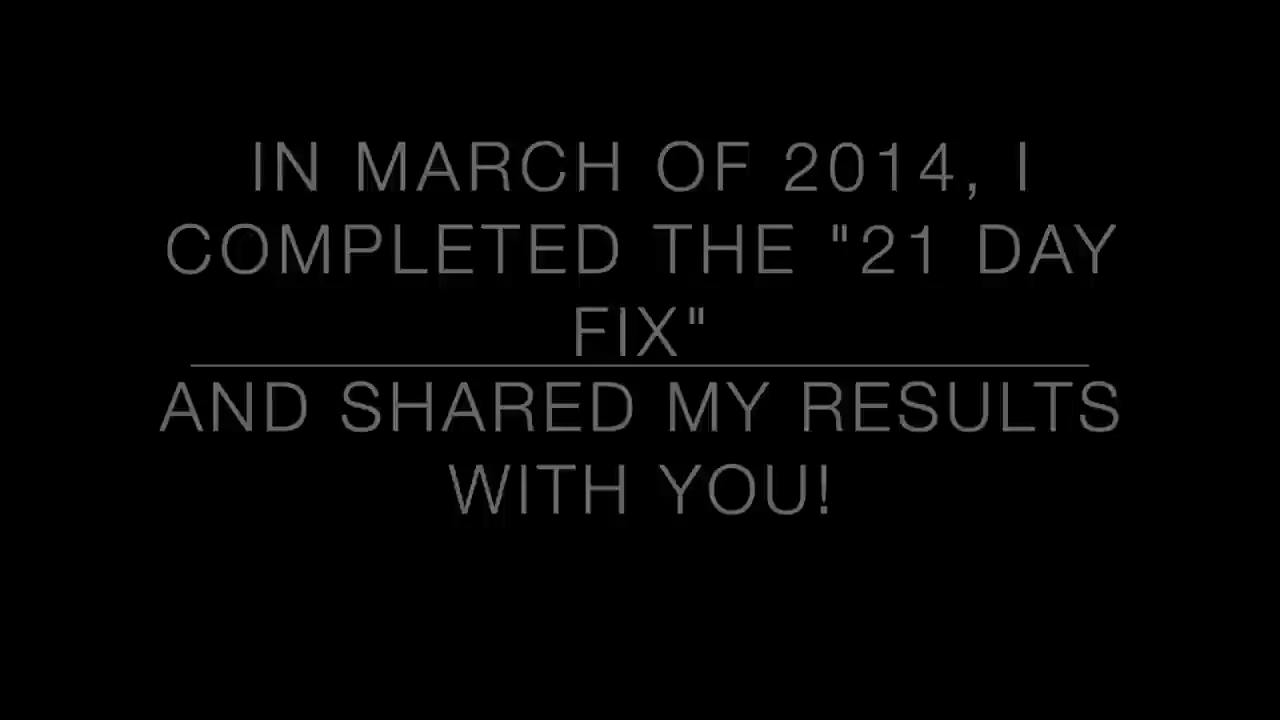 IN MARCH OF 2014, I
COMPLETED THE "21 DAY
FIX"
AND SHARED MY RESULTS
WITH YOU!